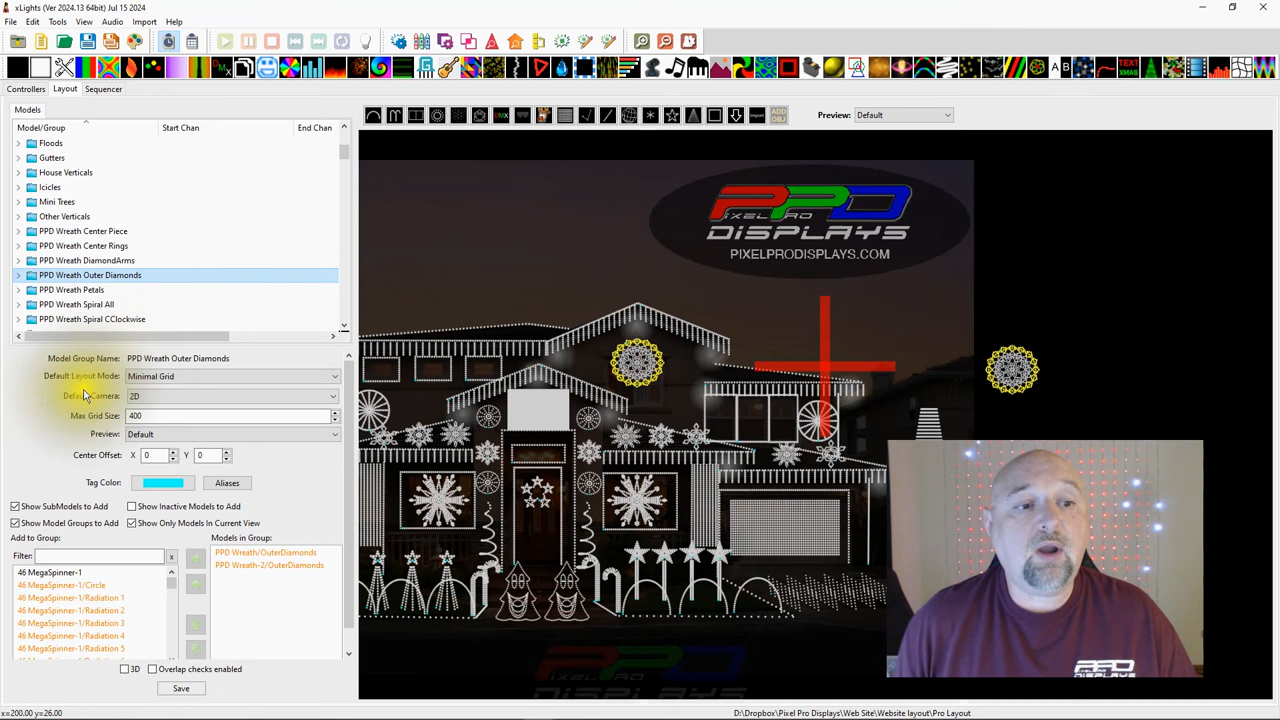 xLights (Ver 2024.13 64bit) Jul 15 2024
File Edit Tools View Audio Import Help
Controllers Layout Sequencer
Models
Preview: Default
Model/Group Start Chan End Chan
Floods
Gutters
House Verticals
Icicles
Mini Trees
Other Verticals
PPD Wreath Center Piece
PPD Wreath Center Rings
PPD Wreath DiamondArms
PPD Wreath Outer Diamonds
PPD Wreath Petals
PPD Wreath Spiral All
PPD Wreath Spiral CClockwise
Model Group Name: PPD Wreath Outer Diamonds
Default Layout Mode: Minimal Grid
Default Camera: 2D
Max Grid Size: 400
Preview: Default
Center Offset: X 0 Y 0
Tag Color: Aliases
Show SubModels to Add Show Inactive Models to Add
Show Model Groups to Add Show Only Models In Current View
Add to Group: Models in Group:
Filter: x
PPD Wreath/OuterDiamonds
PPD Wreath-2/OuterDiamonds
46 MegaSpinner-1
46 MegaSpinner-1/Circle
46 MegaSpinner-1/Radiation 1
46 MegaSpinner-1/Radiation 2
46 MegaSpinner-1/Radiation 3
46 MegaSpinner-1/Radiation 4
46 MegaSpinner-1/Radiation 5
3D Overlap checks enabled
Save
x=200.00 y=26.00
D:\Dropbox\Pixel Pro Displays\Web Site\Website layout\Pro Layout
PPD
PIXEL PRO
DISPLAYS
PIXELPRODISPLAYS.COM
PPD
DISPLAYS
PPD
DISPLAYS